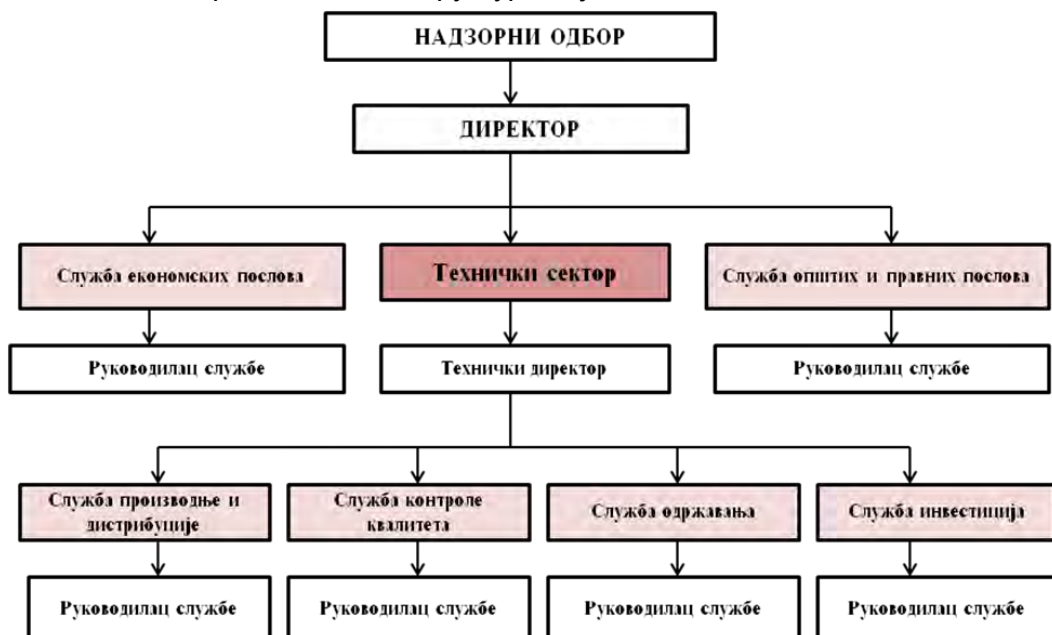 НАДЗОРНИ ОДБОР
ДИРЕКТОР
Служба економских послова
Технички сектор
Служба општих и правних послова
Руководилац службе
Технички директор
Руководилац службе
Служба производње и
дистрибуције
Служба контроле
квалитета
Служба одржавања
Служба инвестиција
Руководилац службе
Руководилац службе
Руководилац службе
Руководилац службе